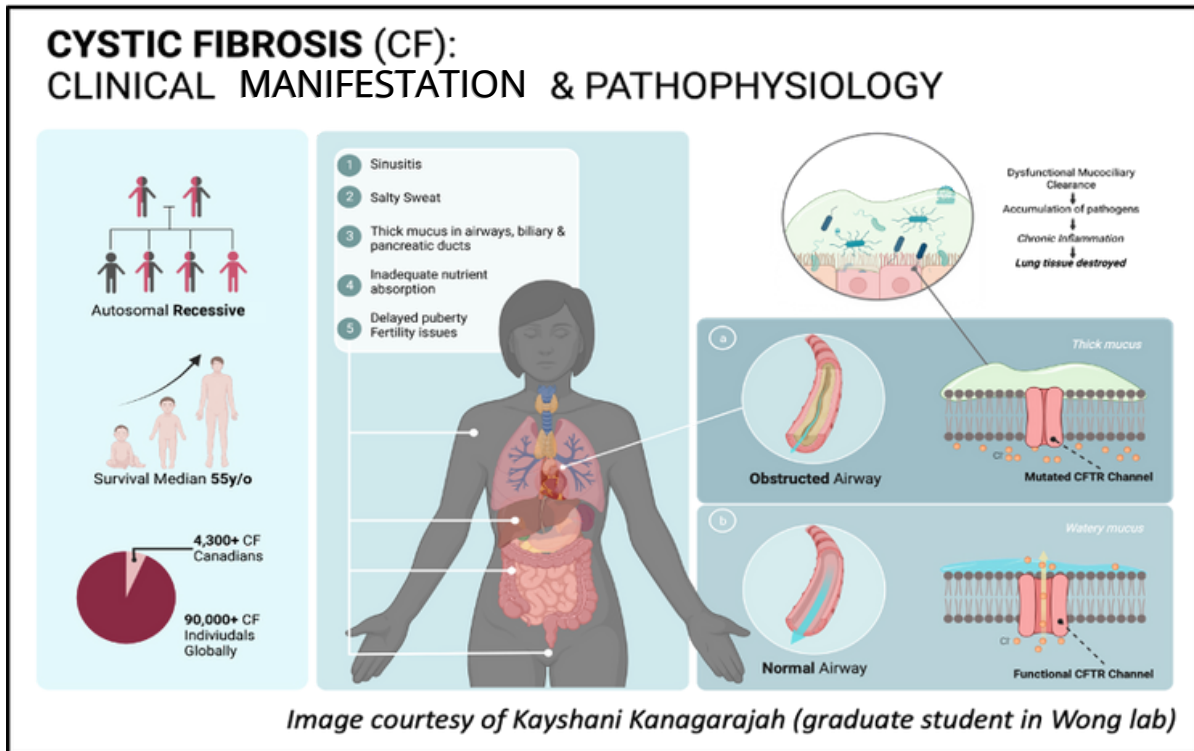 CYSTIC FIBROSIS (CF):
CLINICAL MANIFESTATION & PATHOPHYSIOLOGY
Autosomal Recessive
Survival Median 55y/o
4,300+ CF
Canadians
90,000+ CF
Indiviudals
Globally
1 Sinusitis
2 Salty Sweat
3 Thick mucus in airways, biliary &
pancreatic ducts
4 Inadequate nutrient
absorption
5 Delayed puberty
Fertility issues
Dysfunctional Mucociliary
Clearance
Accumulation of pathogens
Chronic Inflammation
Lung tissue destroyed
a
Thick mucus
Cl-
Obstructed Airway
Mutated CFTR Channel
b
Watery mucus
Cl-
Normal Airway
Functional CFTR Channel
Image courtesy of Kayshani Kanagarajah (graduate student in Wong lab)